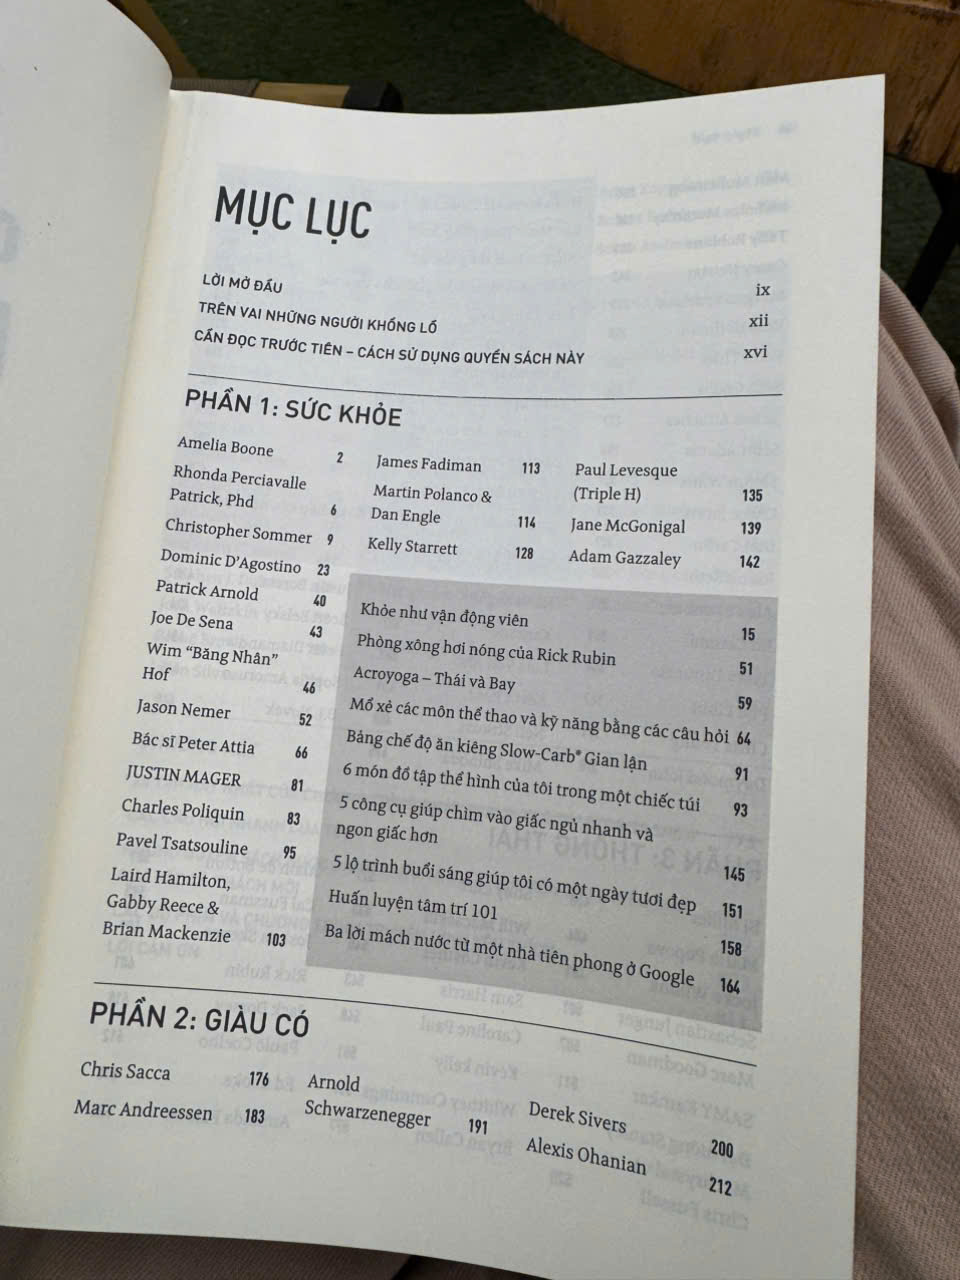 MỤC LỤC
LỜI MỞ ĐẦU ix
TRÊN VAI NHỮNG NGƯỜI KHỔNG LỒ xii
CẦN ĐỌC TRƯỚC TIÊN – CÁCH SỬ DỤNG QUYỂN SÁCH NÀY xvi
PHẦN 1: SỨC KHỎE
Amelia Boone 2
Rhonda Perciavalle
Patrick, Phd 6
Christopher Sommer 9
Dominic D’Agostino 23
Patrick Arnold 40
Joe De Sena 43
Wim “Băng Nhân”
Hof 46
Jason Nemer 52
Bác sĩ Peter Attia 66
JUSTIN MAGER 81
Charles Poliquin 83
Pavel Tsatsouline 95
Laird Hamilton,
Gabby Reece &
Brian Mackenzie 103
James Fadiman 113
Martin Polanco &
Dan Engle 114
Kelly Starrett 128
Paul Levesque
(Triple H) 135
Jane McGonigal 139
Adam Gazzaley 142
Khỏe như vận động viên 15
Phòng xông hơi nóng của Rick Rubin 51
Acroyoga – Thái và Bay 59
Mổ xẻ các môn thể thao và kỹ năng bằng các câu hỏi 64
Bảng chế độ ăn kiêng Slow-Carb® Gian lận 91
6 món đồ tập thể hình của tôi trong một chiếc túi 93
5 công cụ giúp chìm vào giấc ngủ nhanh và
ngon giấc hơn 145
5 lộ trình buổi sáng giúp tôi có một ngày tươi đẹp 151
Huấn luyện tâm trí 101 158
Ba lời mách nước từ một nhà tiên phong ở Google 164
PHẦN 2: GIÀU CÓ
Chris Sacca 176
Marc Andreessen 183
Arnold
Schwarzenegger 191
Derek Sivers 200
Alexis Ohanian 212